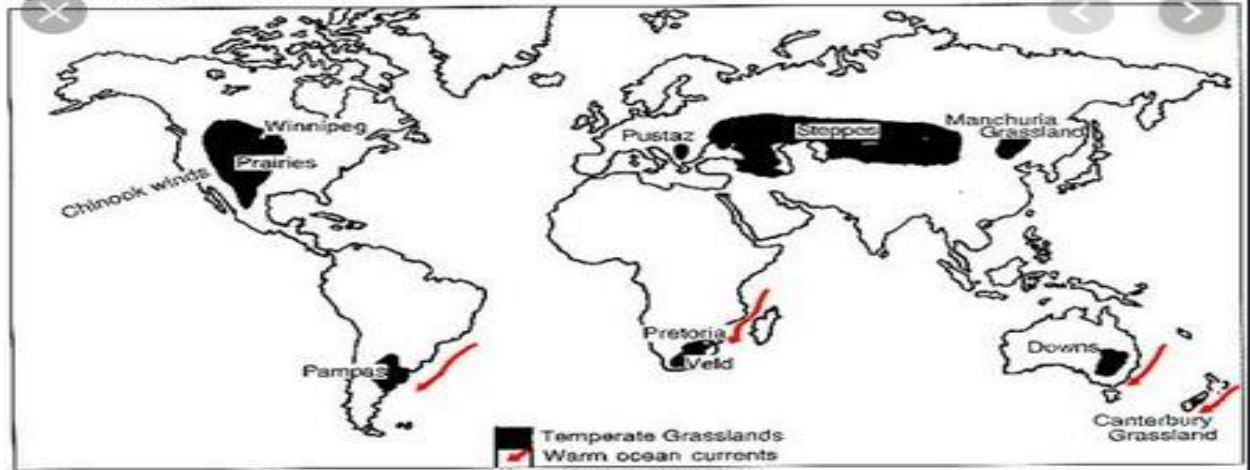 Winnipeg
Prairies
Chinook winds
Pampas
Pustaz
Steppes
Manchuria
Grassland
Pretoria
Veld
Downs
Canterbury
Grassland
Temperate Grasslands
Warm ocean currents